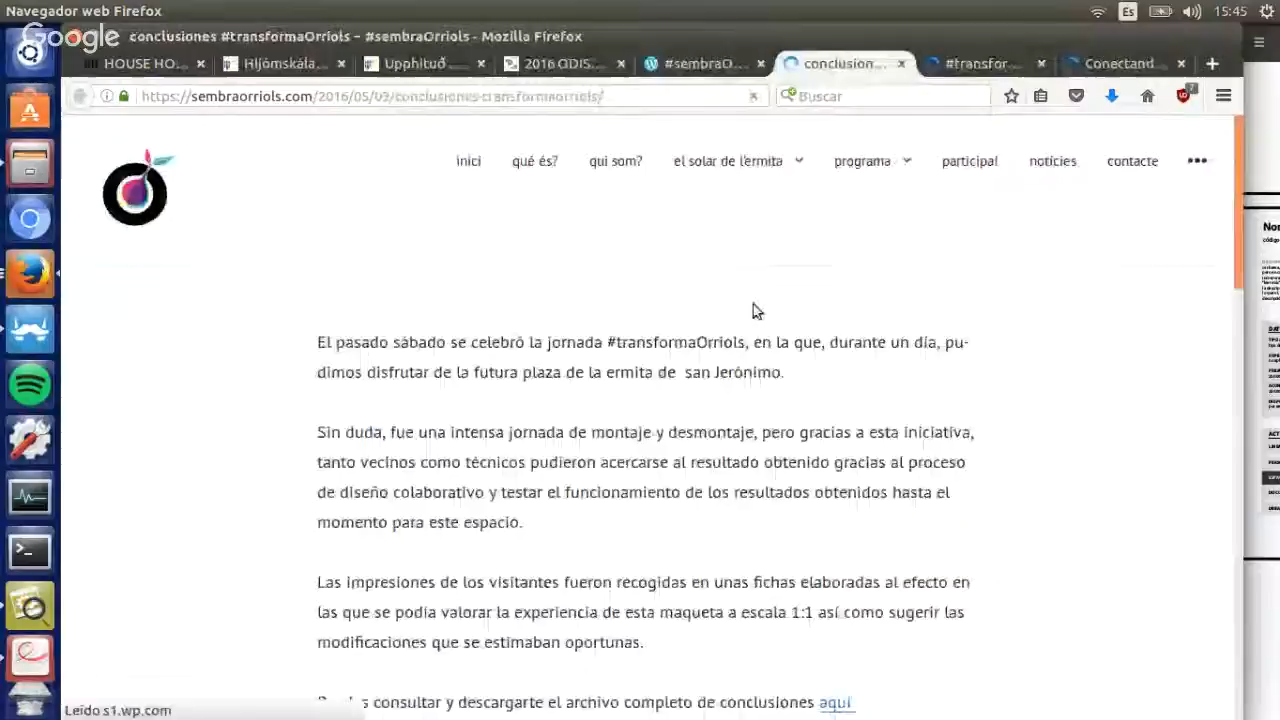 Navegador web Firefox
Es
15:45
Google
conclusiones #transformaOrriols – #sembraOrriols - Mozilla Firefox
HOUSE HO...
Hljómskála...
Upphituð...
2016 ODIS...
#sembraO...
conclusion...
#transfor...
Conectand...
https://sembraorriols.com/2016/05/03/conclusiones-transformaorriols/
Buscar
7
inici
qué és?
qui som?
el solar de l'ermita
programa
participa!
notícies
contacte
El pasado sábado se celebró la jornada #transformaOrriols, en la que, durante un día, pu-
dimos disfrutar de la futura plaza de la ermita de san Jerónimo.
Sin duda, fue una intensa jornada de montaje y desmontaje, pero gracias a esta iniciativa,
tanto vecinos como técnicos pudieron acercarse al resultado obtenido gracias al proceso
de diseño colaborativo y testar el funcionamiento de los resultados obtenidos hasta el
momento para este espacio.
Las impresiones de los visitantes fueron recogidas en unas fichas elaboradas al efecto en
las que se podía valorar la experiencia de esta maqueta a escala 1:1 así como sugerir las
modificaciones que se estimaban oportunas.
consultar y descargarte el archivo completo de conclusiones aquí
Leído s1.wp.com